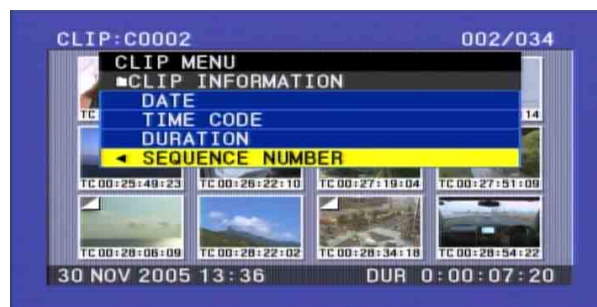 CLIP:C0002 002/034
CLIP MENU
CLIP INFORMATION
DATE
TIME CODE
DURATION
SEQUENCE NUMBER
TC 14
TC 00:25:49:23 TC 00:26:22:10 TC 00:27:19:04 TC 00:27:51:09
TC 00:28:06:09 TC 00:28:22:02 TC 00:28:34:18 TC 00:28:54:22
30 NOV 2005 13:36 DUR 0:00:07:20